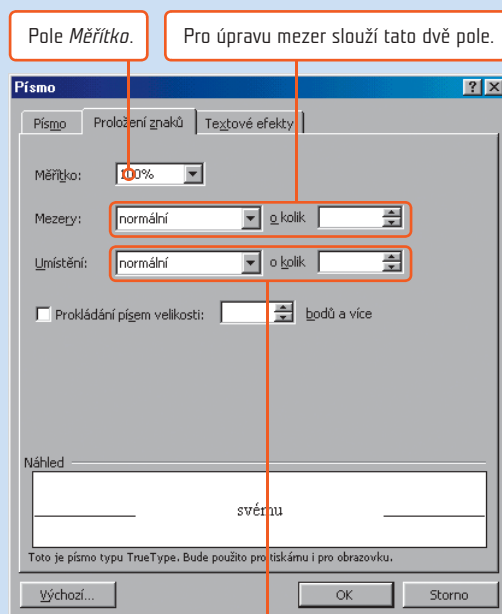 Pole Měřítko.
Pro úpravu mezer slouží tato dvě pole.
Písmo
Písmo Proložení znaků Textové efekty
Měřítko: 100%
Mezery: normální o kolik
Umístění: normální o kolik
Prokládání písem velikosti: bodů a více
Náhled
svému
Toto je písmo typu TrueType. Bude použito pro tiskárnu i pro obrazovku.
Výchozí... OK Storno